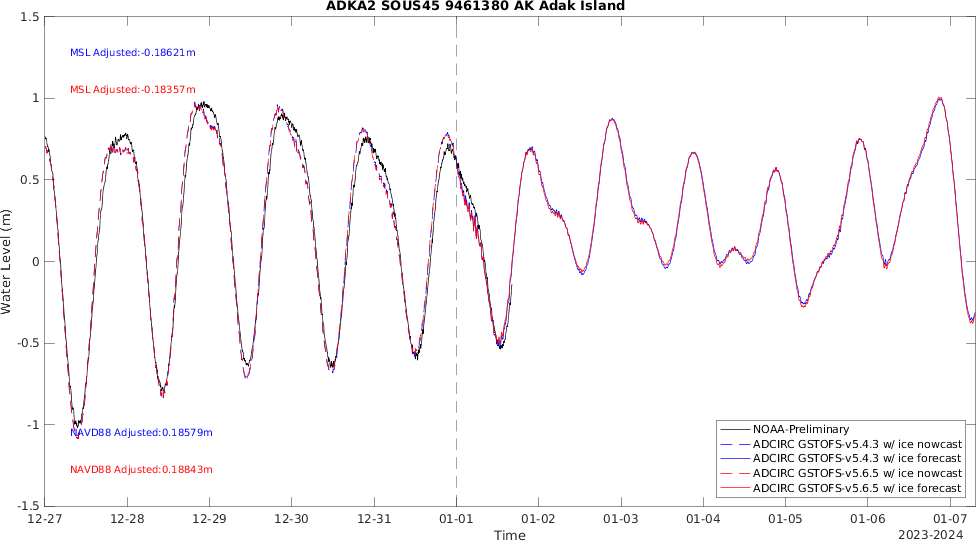 ADKA2 SOUS45 9461380 AK Adak Island
1.5
MSL Adjusted:-0.18621m
MSL Adjusted:-0.18357m
1
0.5
Water Level (m)
0
-0.5
-1
NAVD88 Adjusted:0.18579m
NAVD88 Adjusted:0.18843m
NOAA-Preliminary
ADCIRC GSTOFS-v5.4.3 w/ ice nowcast
ADCIRC GSTOFS-v5.4.3 w/ ice forecast
ADCIRC GSTOFS-v5.6.5 w/ ice nowcast
ADCIRC GSTOFS-v5.6.5 w/ ice forecast
-1.5
12-27 12-28 12-29 12-30 12-31 01-01 01-02 01-03 01-04 01-05 01-06 01-07
Time
2023-2024